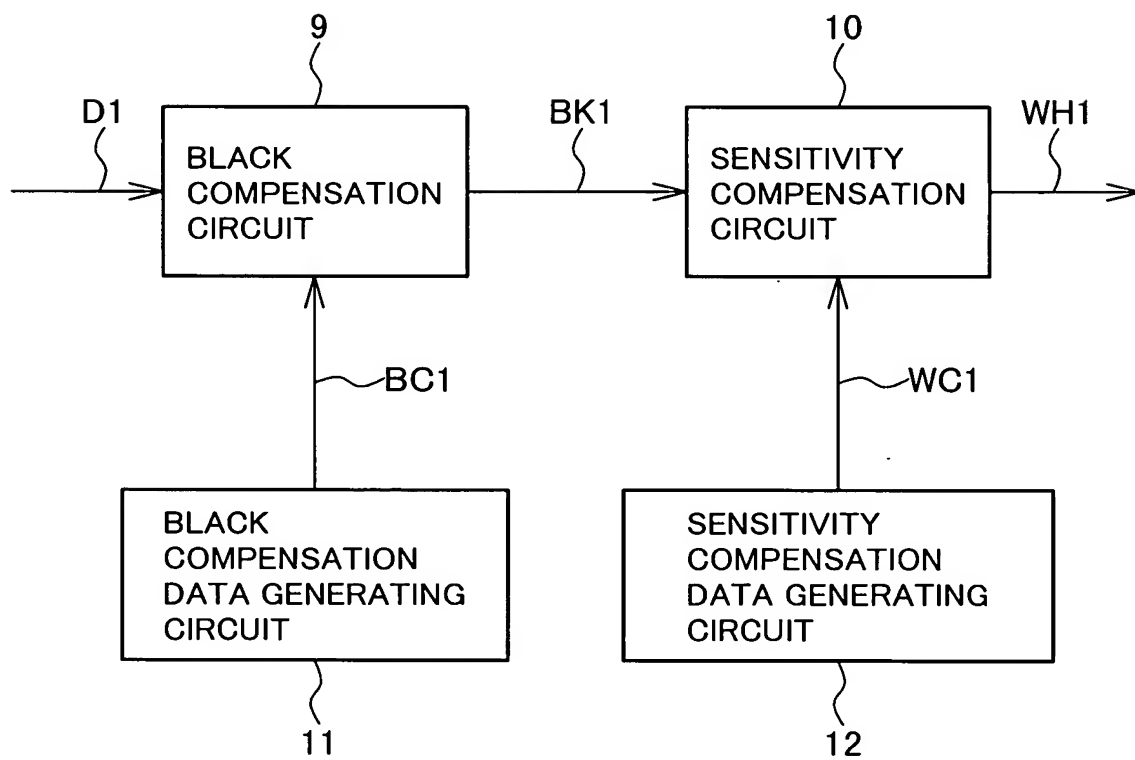 9
10
D1
BK1
WH1
BLACK
COMPENSATION
CIRCUIT
SENSITIVITY
COMPENSATION
CIRCUIT
BC1
WC1
BLACK
COMPENSATION
DATA GENERATING
CIRCUIT
SENSITIVITY
COMPENSATION
DATA GENERATING
CIRCUIT
11
12